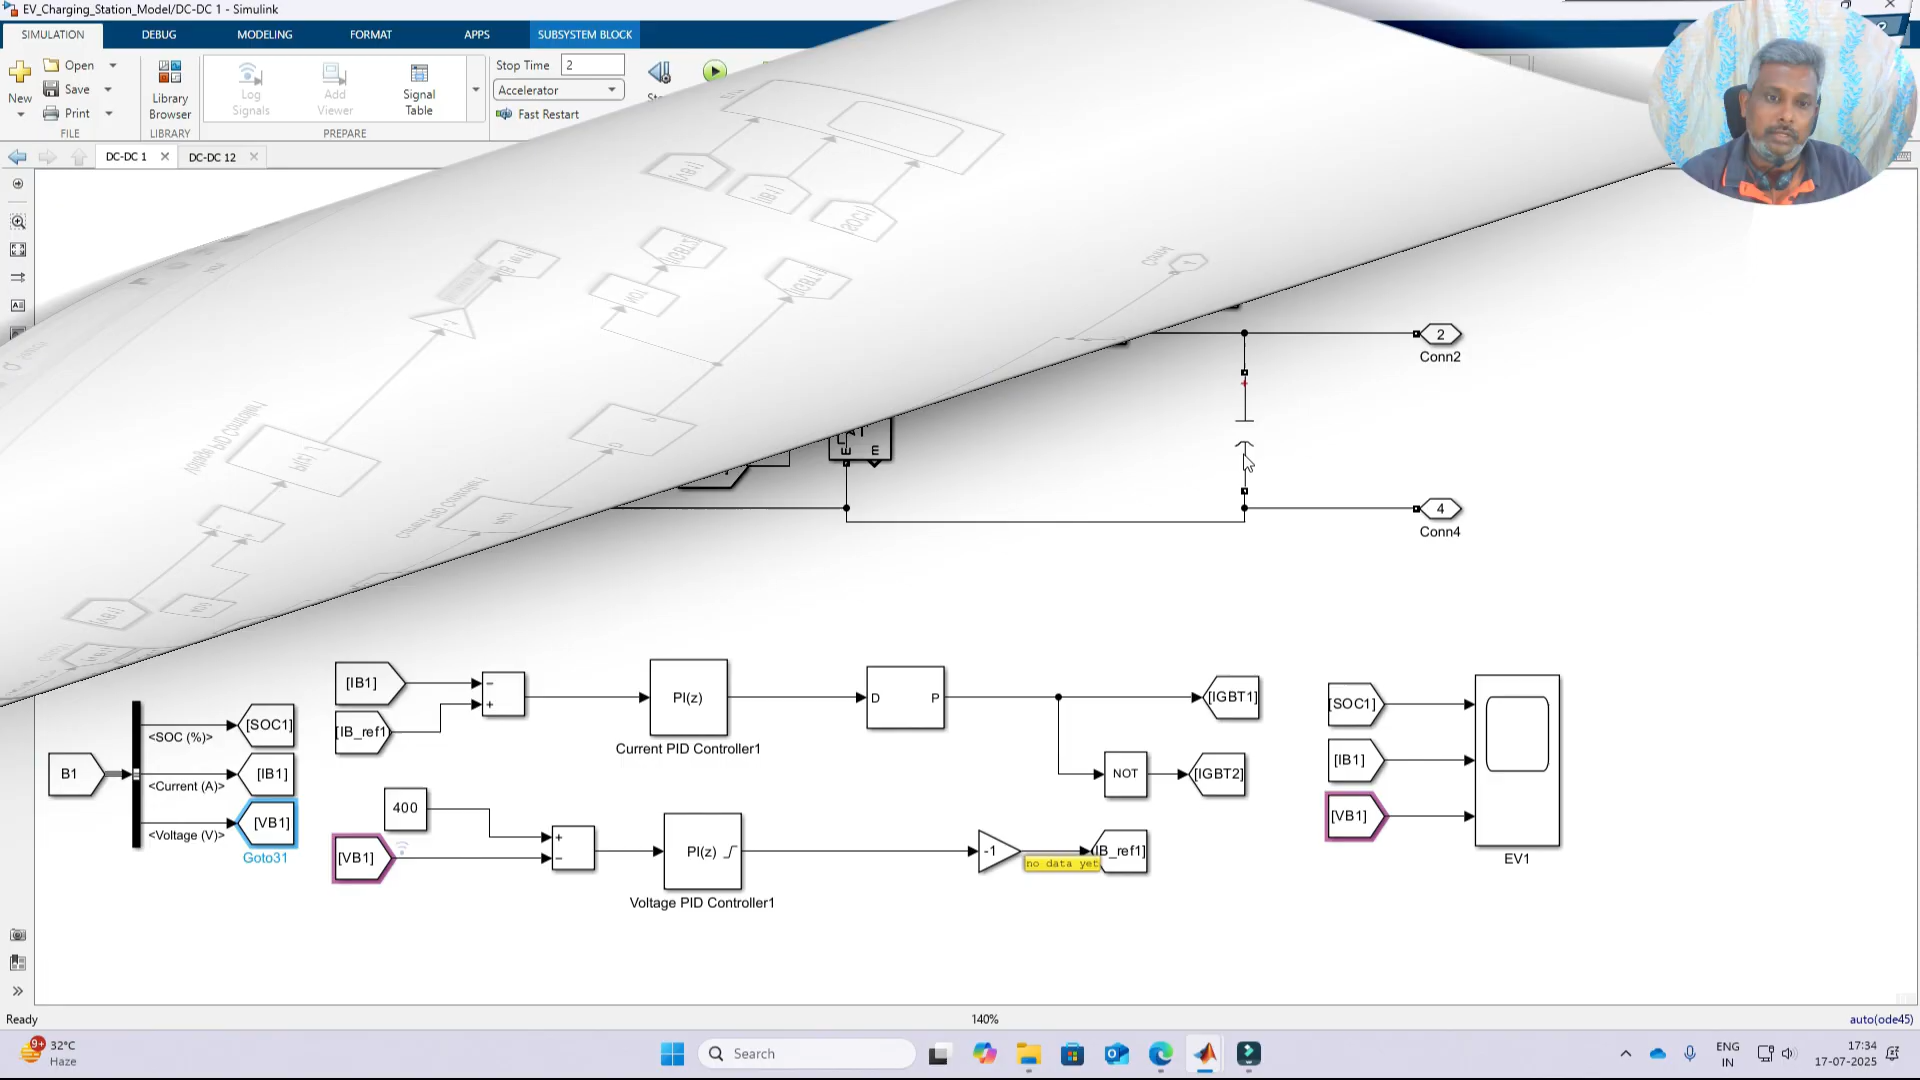 EV_Charging_Station_Model/DC-DC 1 - Simulink
SIMULATION DEBUG MODELING FORMAT APPS SUBSYSTEM BLOCK
New
Open
Save
Print
FILE
Library
Browser
LIBRARY
Log
Signals
Add
Viewer
Signal
Table
PREPARE
Stop Time 2
Accelerator
Fast Restart
DC-DC 1
DC-DC 12
2
Conn2
4
Conn4
E
m
B1
<SOC (%)>
<Current (A)>
<Voltage (V)>
[SOC1]
[IB1]
[VB1]
Goto31
[IB1]
[IB_ref1]
PI(z)
Current PID Controller1
D P
[IGBT1]
NOT
[IGBT2]
400
[VB1]
PI(z)
Voltage PID Controller1
-1
no data yet
IB_ref1]
[SOC1]
[IB1]
[VB1]
EV1
Ready
140%
auto(ode45)
9+
32°C
Haze
Search
ENG
IN
17:34
17-07-2025